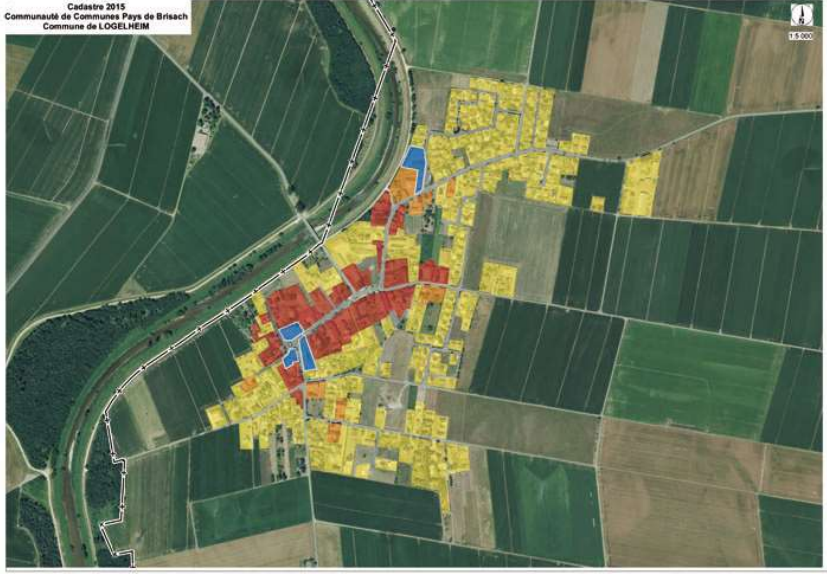 Cadastre 2015
Communauté de Communes Pays de Brisach
Commune de LOGELHEIM
1:5 000